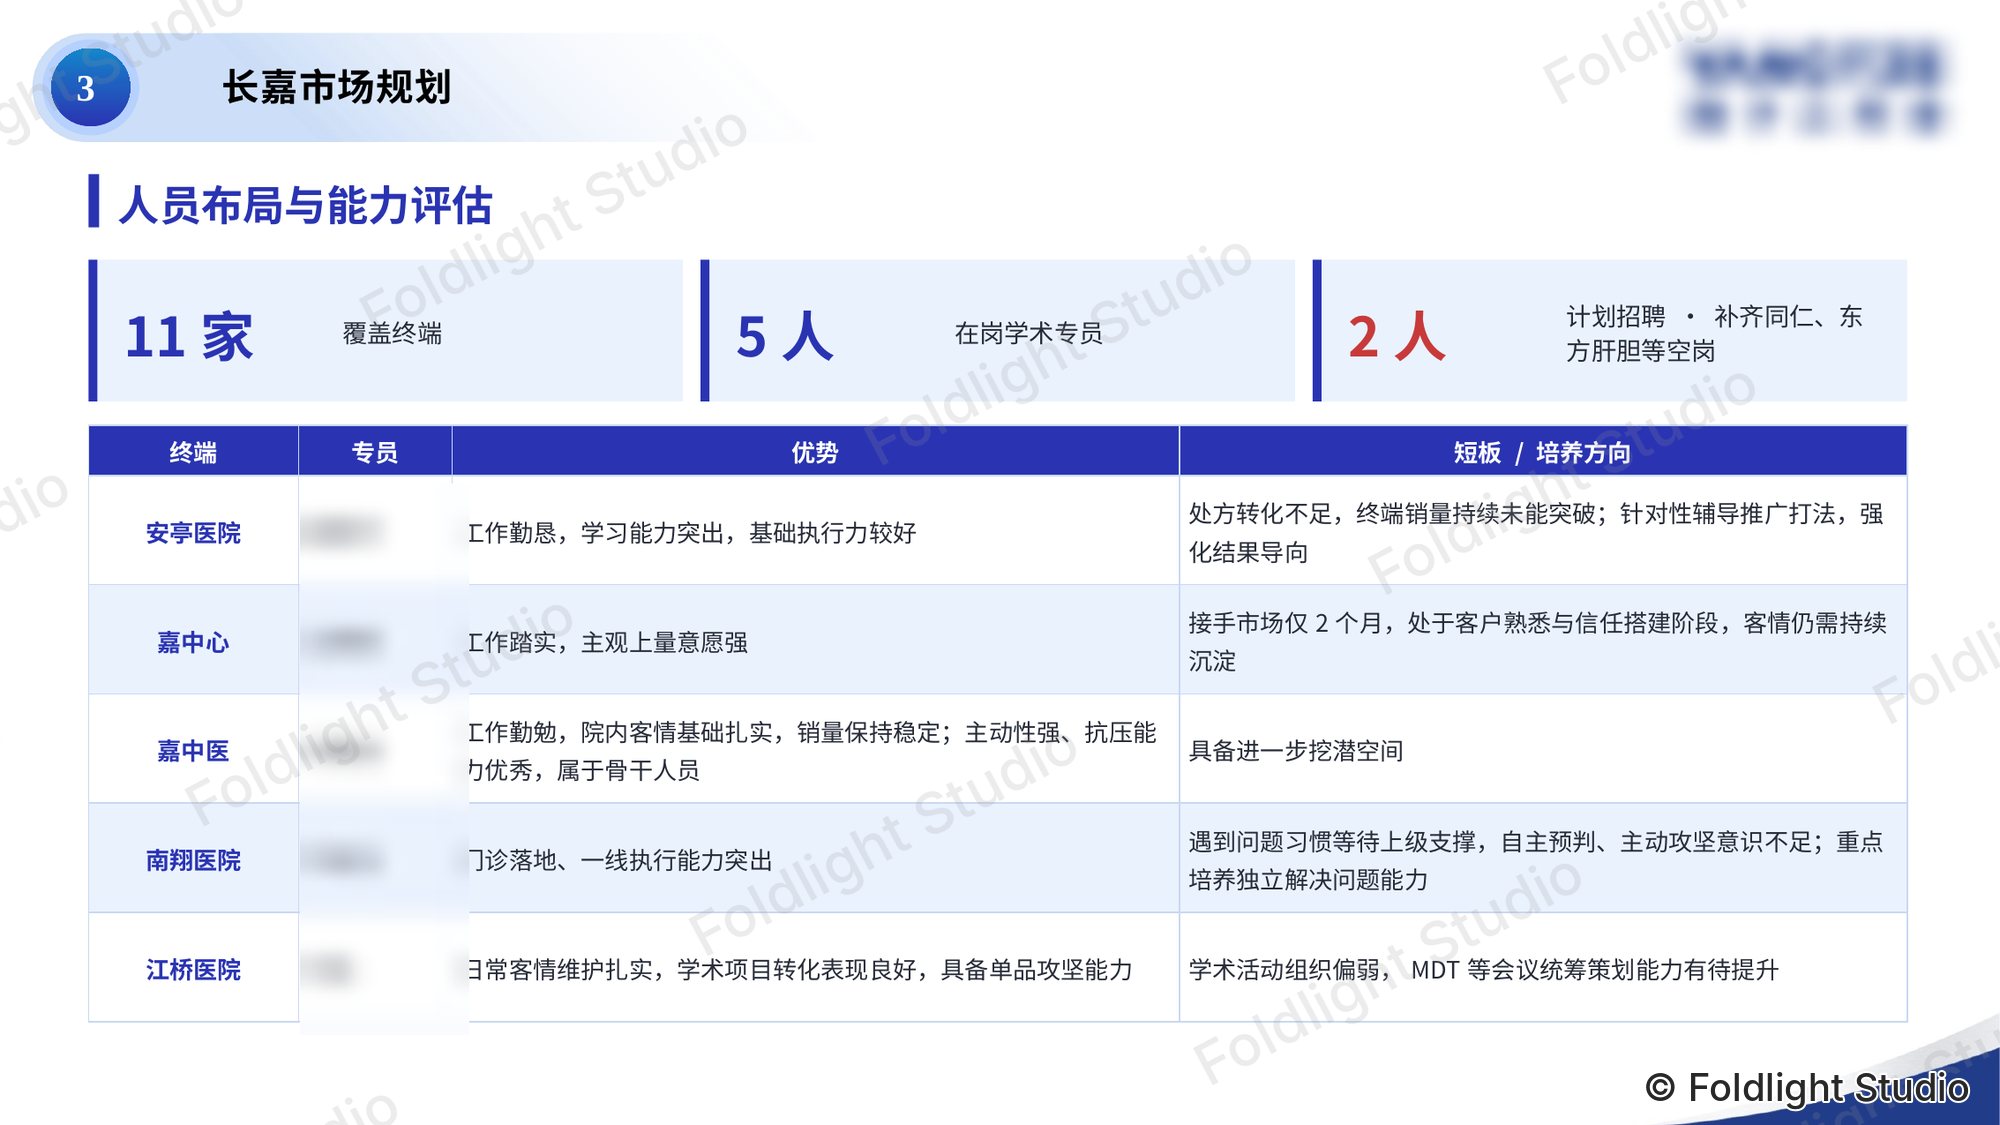 3
长嘉市场规划
人员布局与能力评估
11 家
覆盖终端
5 人
在岗学术专员
2 人
计划招聘 · 补齐同仁、东
方肝胆等空岗
终端 专员 优势 短板 / 培养方向
安亭医院
工作勤恳，学习能力突出，基础执行力较好
处方转化不足，终端销量持续未能突破；针对性辅导推广打法，强
化结果导向
嘉中心
工作踏实，主观上量意愿强
接手市场仅 2 个月，处于客户熟悉与信任搭建阶段，客情仍需持续
沉淀
嘉中医
工作勤勉，院内客情基础扎实，销量保持稳定；主动性强、抗压能
力优秀，属于骨干人员
具备进一步挖潜空间
南翔医院
门诊落地、一线执行能力突出
遇到问题习惯等待上级支撑，自主预判、主动攻坚意识不足；重点
培养独立解决问题能力
江桥医院
日常客情维护扎实，学术项目转化表现良好，具备单品攻坚能力
学术活动组织偏弱， MDT 等会议统筹策划能力有待提升
© Foldlight Studio